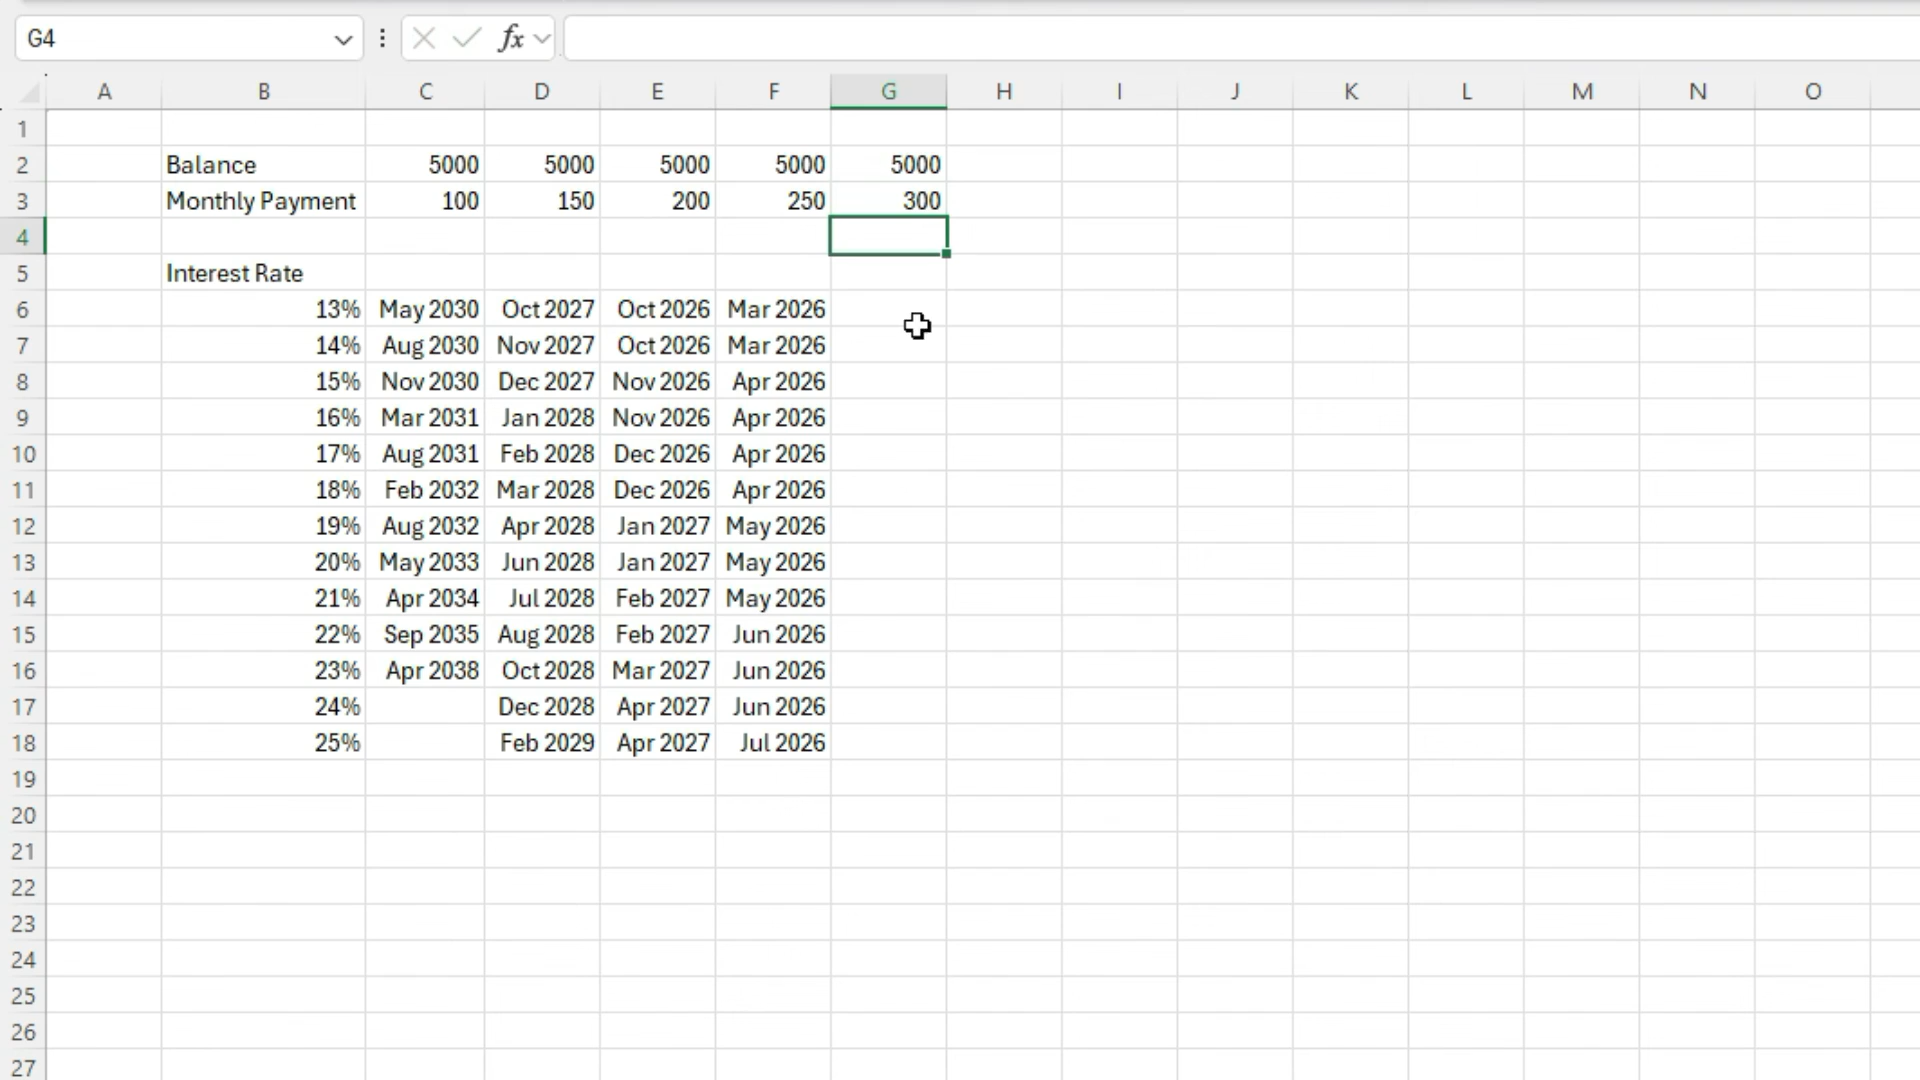 G4 fx
A B C D E F G H I J K L M N O
1
2 Balance 5000 5000 5000 5000 5000
3 Monthly Payment 100 150 200 250 300
4
5 Interest Rate
6 13% May 2030 Oct 2027 Oct 2026 Mar 2026
7 14% Aug 2030 Nov 2027 Oct 2026 Mar 2026
8 15% Nov 2030 Dec 2027 Nov 2026 Apr 2026
9 16% Mar 2031 Jan 2028 Nov 2026 Apr 2026
10 17% Aug 2031 Feb 2028 Dec 2026 Apr 2026
11 18% Feb 2032 Mar 2028 Dec 2026 Apr 2026
12 19% Aug 2032 Apr 2028 Jan 2027 May 2026
13 20% May 2033 Jun 2028 Jan 2027 May 2026
14 21% Apr 2034 Jul 2028 Feb 2027 May 2026
15 22% Sep 2035 Aug 2028 Feb 2027 Jun 2026
16 23% Apr 2038 Oct 2028 Mar 2027 Jun 2026
17 24% Dec 2028 Apr 2027 Jun 2026
18 25% Feb 2029 Apr 2027 Jul 2026
19
20
21
22
23
24
25
26
27